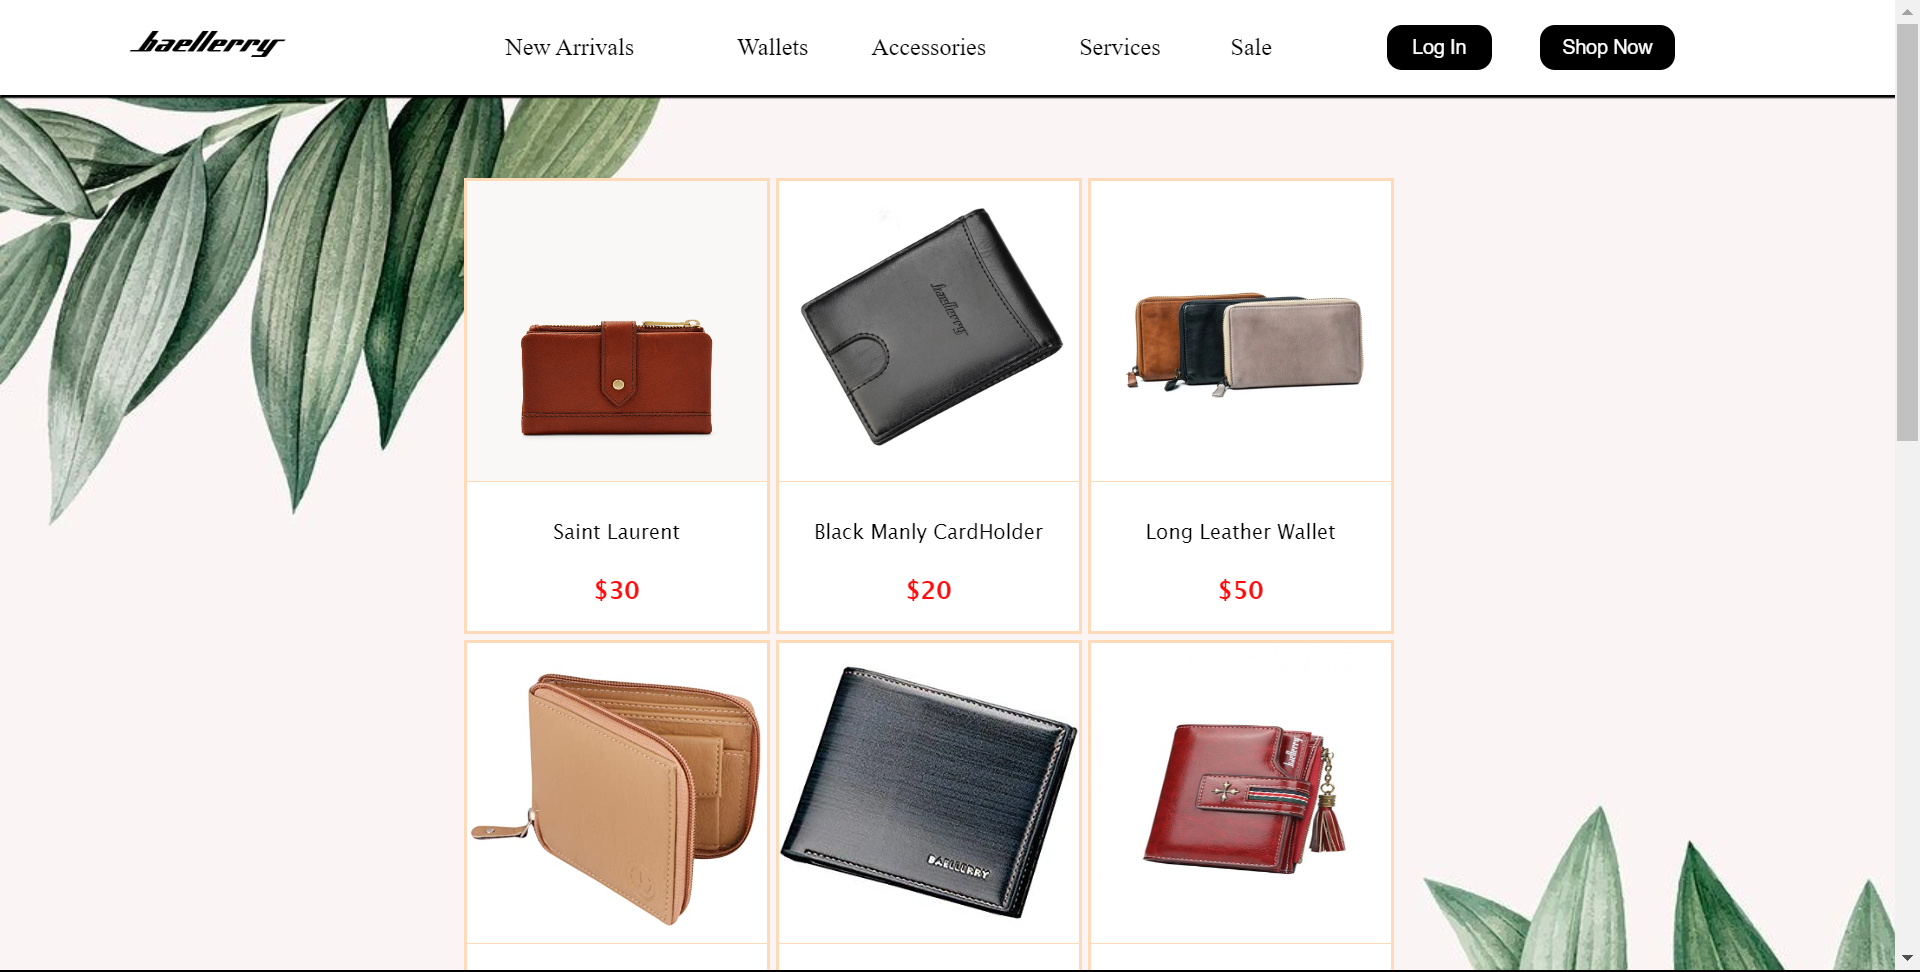 baellerry
New Arrivals
Wallets
Accessories
Services
Sale
Log In
Shop Now
baellerry
Saint Laurent
Black Manly CardHolder
Long Leather Wallet
$30
$20
$50
baellerry
BAELLERRY